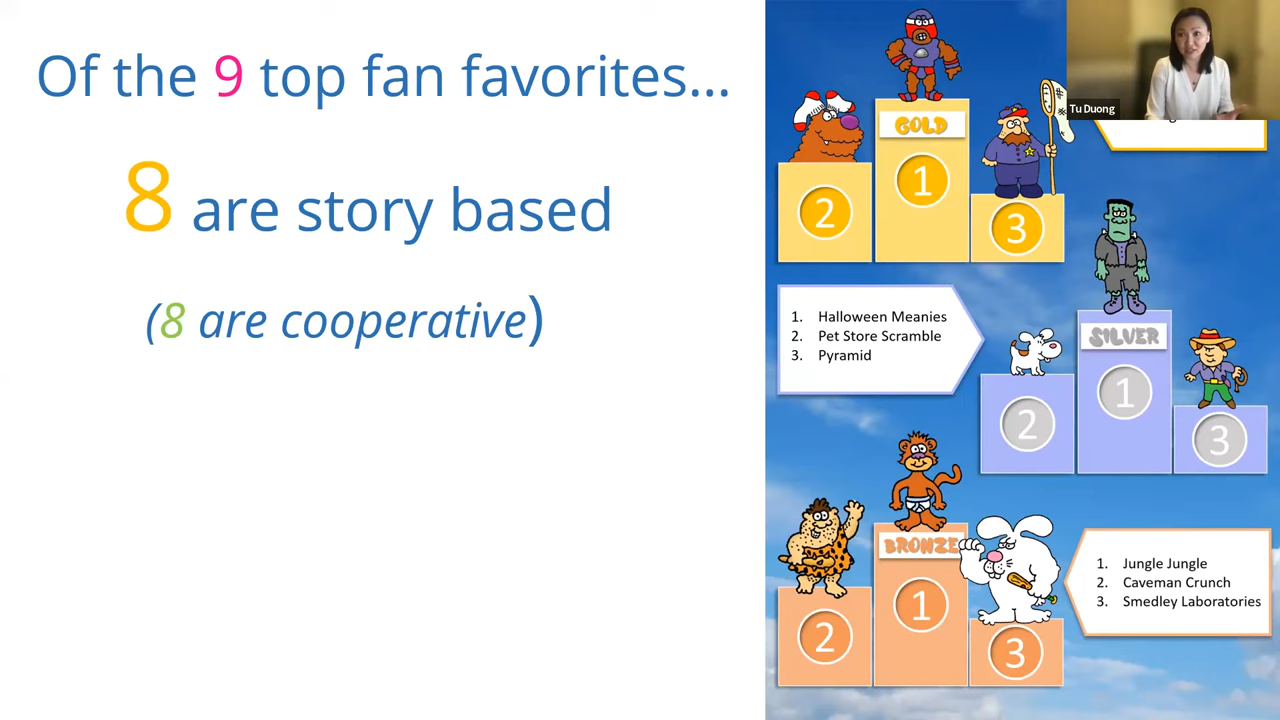 Of the 9 top fan favorites...
8 are story based
(8 are cooperative)
GOLD
1
2
3
Tu Duong
1. Halloween Meanies
2. Pet Store Scramble
3. Pyramid
SILVER
1
2
3
BRONZE
1
2
3
1. Jungle Jungle
2. Caveman Crunch
3. Smedley Laboratories